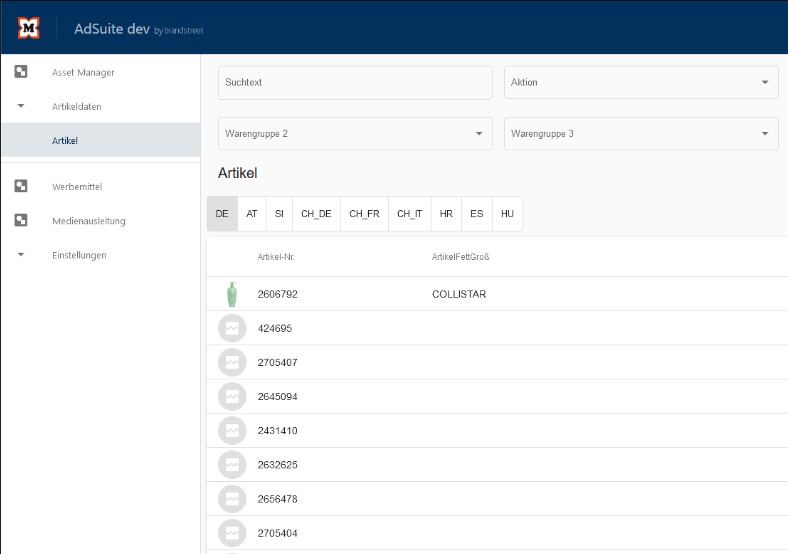 M
AdSuite dev by brandstreet
Asset Manager
Artikeldaten
Artikel
Werbemittel
Medienausleitung
Einstellungen
Suchtext
Aktion
Warengruppe 2
Warengruppe 3
Artikel
DE AT SI CH_DE CH_FR CH_IT HR ES HU
Artikel-Nr. ArtikelFettGroß
2606792 COLLISTAR
424695
2705407
2645094
2431410
2632625
2656478
2705404